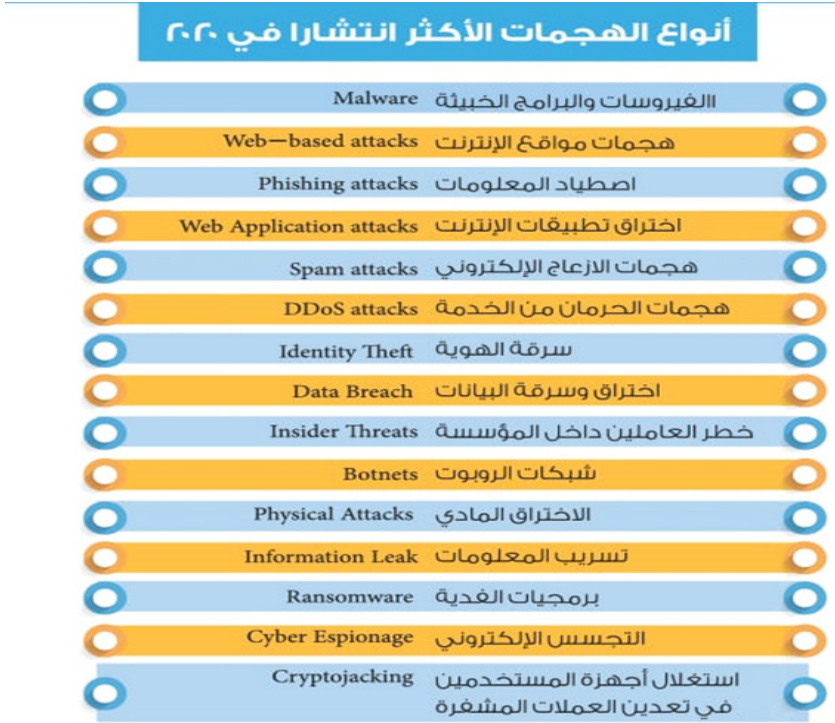 أنواع الهجمات الأكثر انتشارا في ٢٠٢٠
االفيروسات والبرامج الخبيثة Malware
هجمات مواقع الإنترنت Web-based attacks
اصطياد المعلومات Phishing attacks
اختراق تطبيقات الإنترنت Web Application attacks
هجمات الازعاج الإلكتروني Spam attacks
هجمات الحرمان من الخدمة DDoS attacks
سرقة الهوية Identity Theft
اختراق وسرقة البيانات Data Breach
خطر العاملين داخل المؤسسة Insider Threats
شبكات الروبوت Botnets
الاختراق المادي Physical Attacks
تسريب المعلومات Information Leak
برمجيات الفدية Ransomware
التجسس الإلكتروني Cyber Espionage
استغلال أجهزة المستخدمين Cryptojacking
في تعدين العملات المشفرة